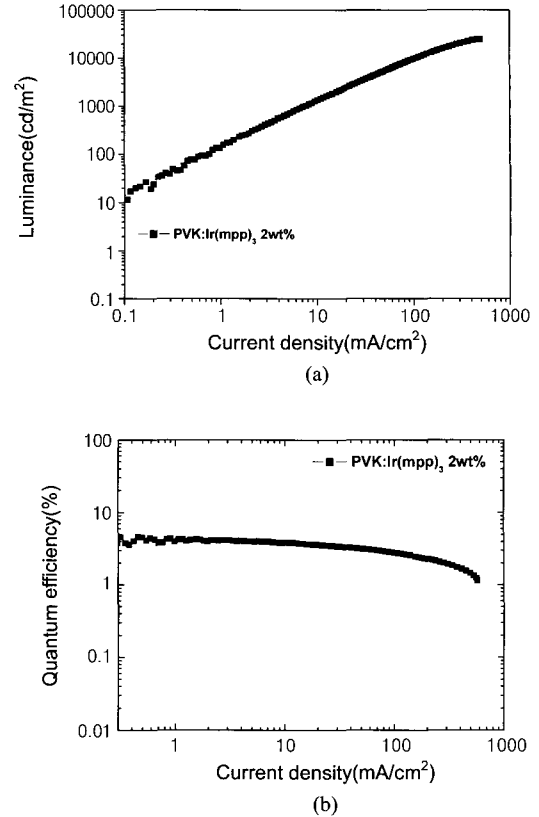 100000
10000
1000
100
10
1
0.1
Luminance(cd/m²)
PVK:Ir(mpp)₃ 2wt%
0.1 1 10 100 1000
Current density(mA/cm²)
(a)
100
10
1
0.1
0.01
Quantum efficiency(%)
PVK:Ir(mpp)₃ 2wt%
1 10 100 1000
Current density(mA/cm²)
(b)